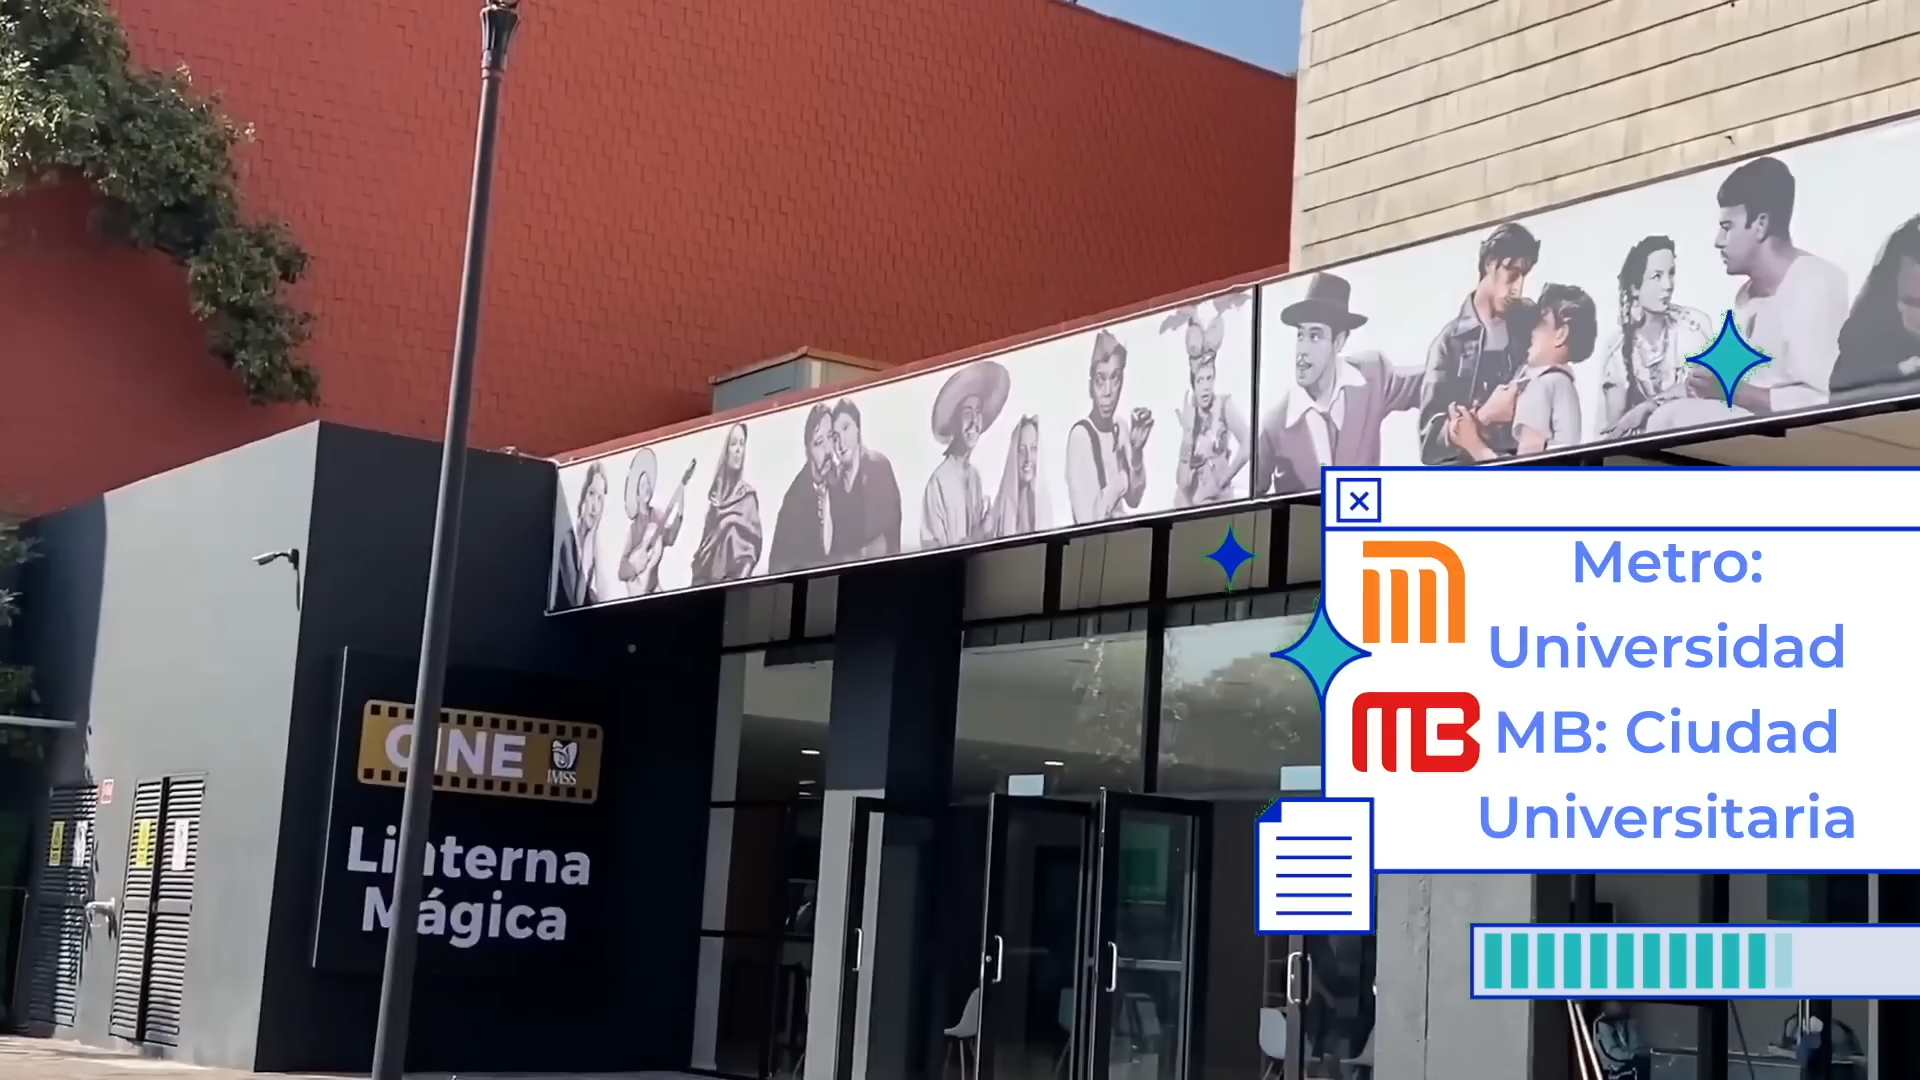 CINE
IMSS
Linterna
Mágica
Metro:
Universidad
MB: Ciudad
Universitaria